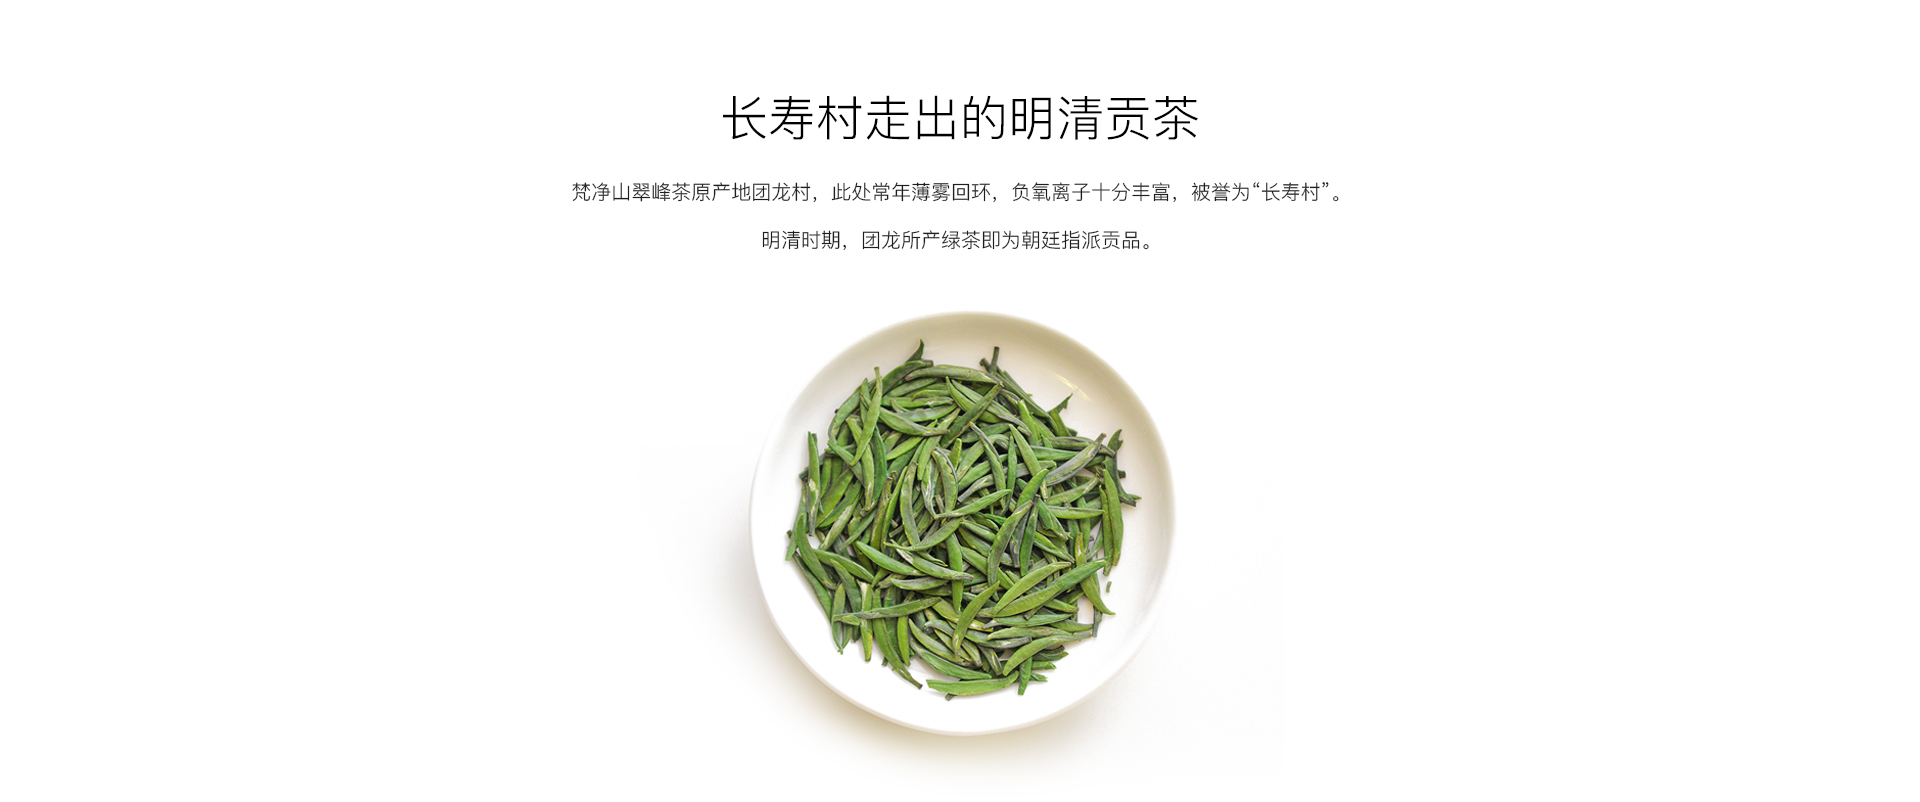 长寿村走出的明清贡茶
梵净山翠峰茶原产地团龙村，此处常年薄雾回环，负氧离子十分丰富，被誉为“长寿村”。
明清时期，团龙所产绿茶即为朝廷指派贡品。